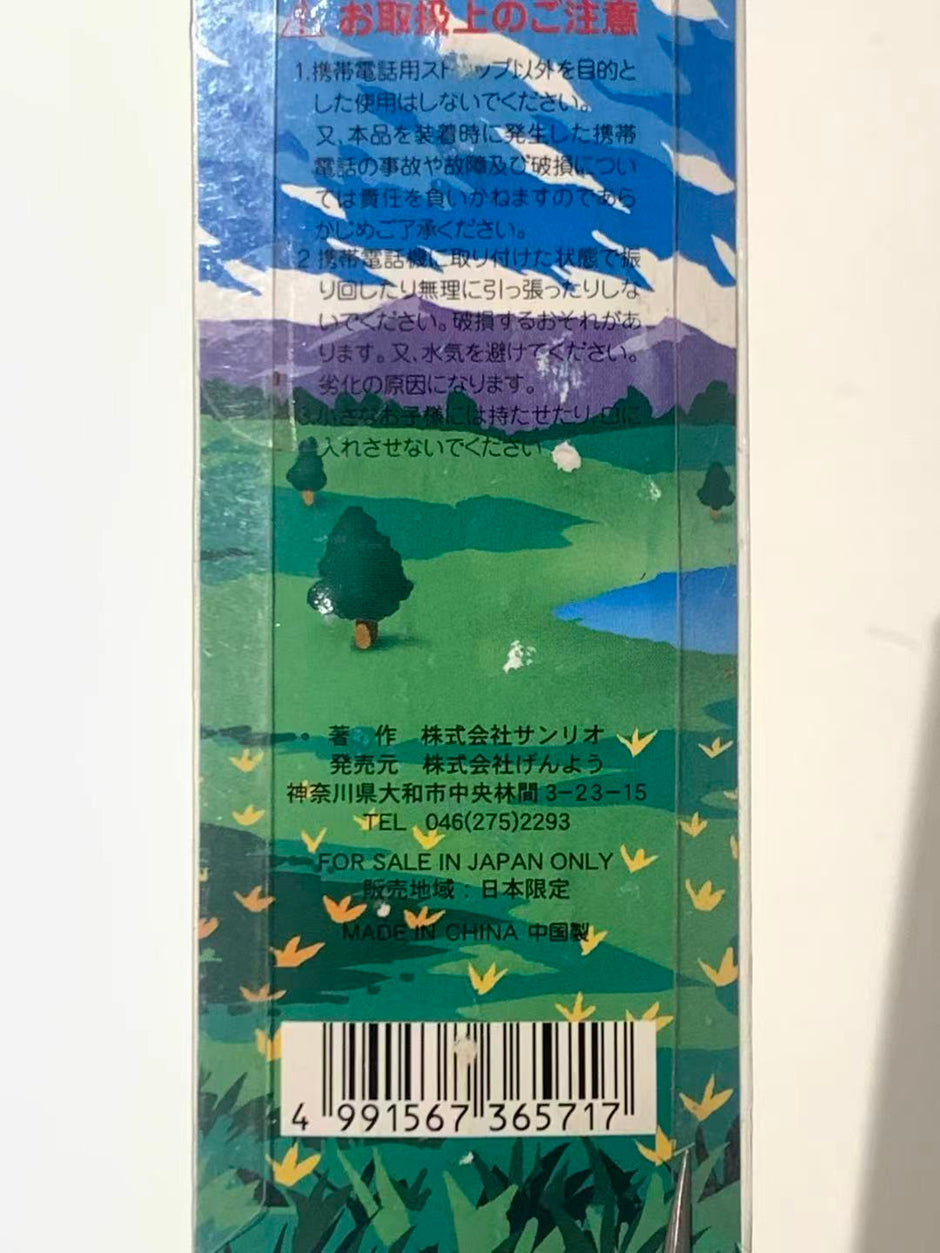 お取扱上のご注意
1.携帯電話用ストップ以外を目的と
した使用はしないでください。
又、本品を装着時に発生した携帯
電話の事故や故障及び破損につい
ては責任を負いかねますのであら
かじめご了承ください。
2.携帯電話機に取り付けた状態で振
り回したり無理に引っ張ったりしな
いでください。破損するおそれがあ
ります。又、水気を避けてください。
劣化の原因になります。
3.小さなお子様には持たせたり、口に
入れさせないでください。
著 作 株式会社サンリオ
発売元 株式会社げんよう
神奈川県大和市中央林間3-23-15
TEL 046(275)2293
FOR SALE IN JAPAN ONLY
販売地域：日本限定
MADE IN CHINA 中国製
4 991567 365717